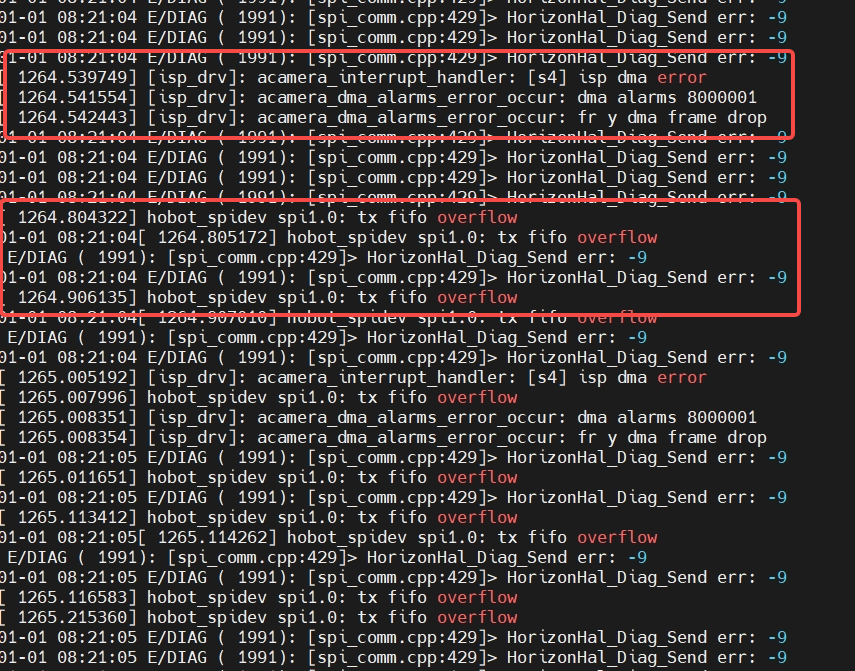 01-01 08:21:04 E/DIAG ( 1991): [spi_comm.cpp:429]> HorizonHal_Diag_Send err: -9
01-01 08:21:04 E/DIAG ( 1991): [spi_comm.cpp:429]> HorizonHal_Diag_Send err: -9
01-01 08:21:04 E/DIAG ( 1991): [spi_comm.cpp:429]> HorizonHal_Diag_Send err: -9
[ 1264.539749] [isp_drv]: acamera_interrupt_handler: [s4] isp dma error
[ 1264.541554] [isp_drv]: acamera_dma_alarms_error_occur: dma alarms 8000001
[ 1264.542443] [isp_drv]: acamera_dma_alarms_error_occur: fr y dma frame drop
01-01 08:21:04 E/DIAG ( 1991): [spi_comm.cpp:429]> HorizonHal_Diag_Send err: -9
01-01 08:21:04 E/DIAG ( 1991): [spi_comm.cpp:429]> HorizonHal_Diag_Send err: -9
01-01 08:21:04 E/DIAG ( 1991): [spi_comm.cpp:429]> HorizonHal_Diag_Send err: -9
01-01 08:21:04 E/DIAG ( 1991): [spi_comm.cpp:429]> HorizonHal_Diag_Send err: -9
[ 1264.804322] hobot_spidev spi1.0: tx fifo overflow
01-01 08:21:04[ 1264.805172] hobot_spidev spi1.0: tx fifo overflow
E/DIAG ( 1991): [spi_comm.cpp:429]> HorizonHal_Diag_Send err: -9
01-01 08:21:04 E/DIAG ( 1991): [spi_comm.cpp:429]> HorizonHal_Diag_Send err: -9
[ 1264.906135] hobot_spidev spi1.0: tx fifo overflow
01-01 08:21:04[ 1264.907010] hobot_spidev spi1.0: tx fifo overflow
E/DIAG ( 1991): [spi_comm.cpp:429]> HorizonHal_Diag_Send err: -9
01-01 08:21:04 E/DIAG ( 1991): [spi_comm.cpp:429]> HorizonHal_Diag_Send err: -9
[ 1265.005192] [isp_drv]: acamera_interrupt_handler: [s4] isp dma error
[ 1265.007996] hobot_spidev spi1.0: tx fifo overflow
[ 1265.008351] [isp_drv]: acamera_dma_alarms_error_occur: dma alarms 8000001
[ 1265.008354] [isp_drv]: acamera_dma_alarms_error_occur: fr y dma frame drop
01-01 08:21:05 E/DIAG ( 1991): [spi_comm.cpp:429]> HorizonHal_Diag_Send err: -9
[ 1265.011651] hobot_spidev spi1.0: tx fifo overflow
01-01 08:21:05 E/DIAG ( 1991): [spi_comm.cpp:429]> HorizonHal_Diag_Send err: -9
[ 1265.113412] hobot_spidev spi1.0: tx fifo overflow
01-01 08:21:05[ 1265.114262] hobot_spidev spi1.0: tx fifo overflow
E/DIAG ( 1991): [spi_comm.cpp:429]> HorizonHal_Diag_Send err: -9
01-01 08:21:05 E/DIAG ( 1991): [spi_comm.cpp:429]> HorizonHal_Diag_Send err: -9
[ 1265.116583] hobot_spidev spi1.0: tx fifo overflow
[ 1265.215360] hobot_spidev spi1.0: tx fifo overflow
01-01 08:21:05 E/DIAG ( 1991): [spi_comm.cpp:429]> HorizonHal_Diag_Send err: -9
01-01 08:21:05 E/DIAG ( 1991): [spi_comm.cpp:429]> HorizonHal_Diag_Send err: -9